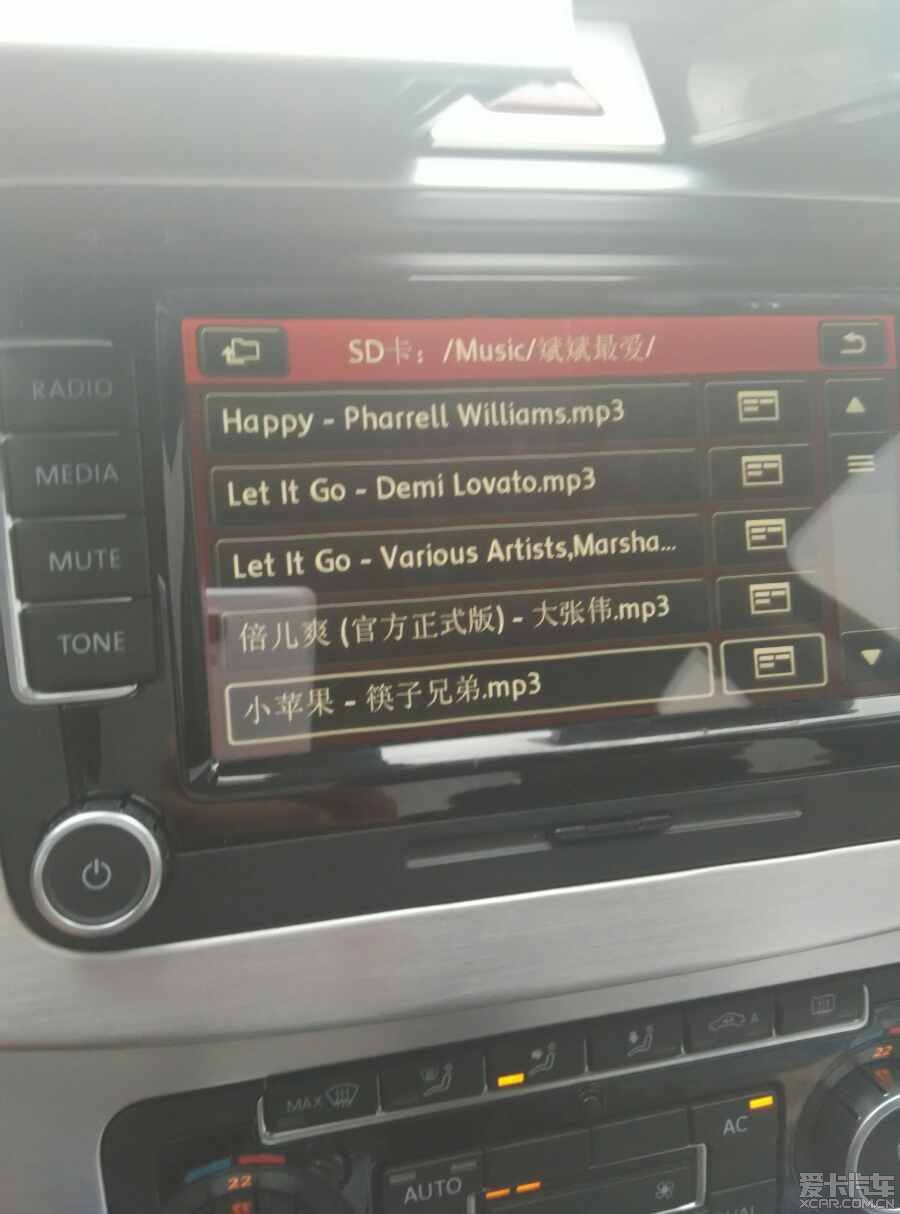 SD卡：/Music/斌斌最爱/
RADIO
Happy - Pharrell Williams.mp3
MEDIA
Let It Go - Demi Lovato.mp3
MUTE
Let It Go - Various Artists,Marsha...
TONE
倍儿爽 (官方正式版) - 大张伟.mp3
小苹果 - 筷子兄弟.mp3
A
MAX
22
AC
22
AUTO
爱卡汽车
XCAR.COM.CN